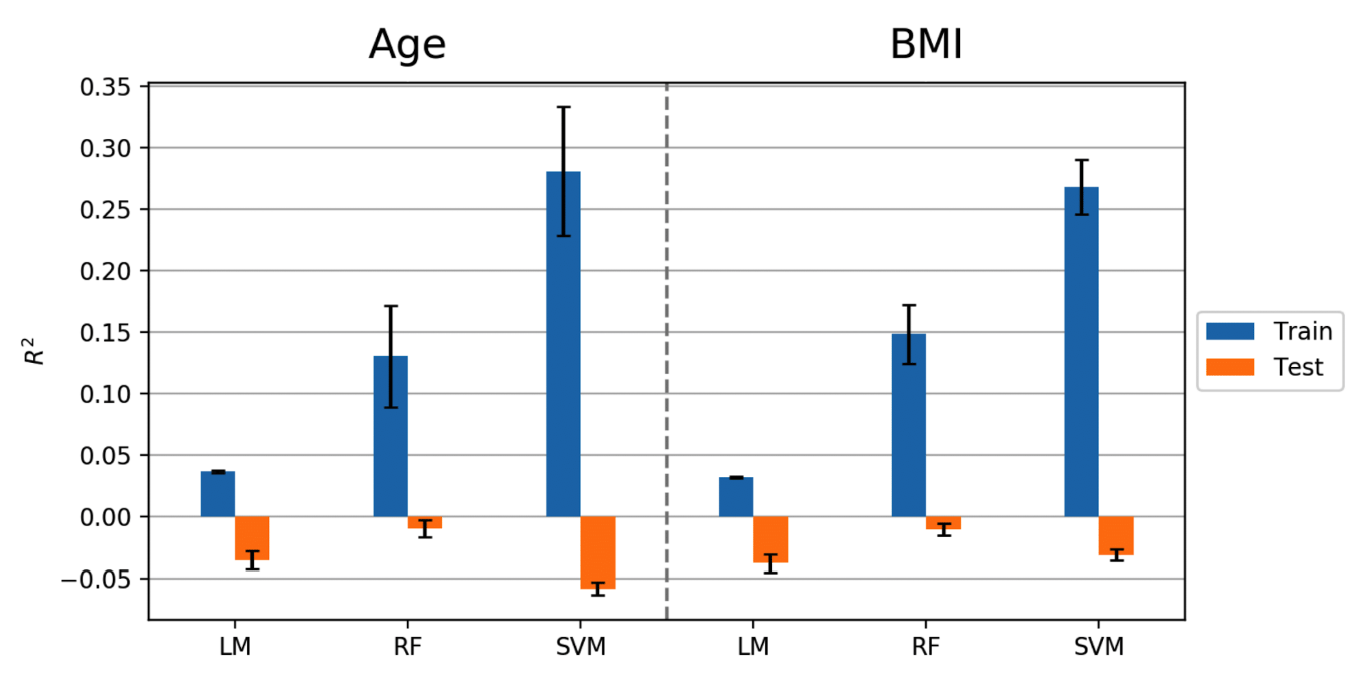 Age BMI
0.35
0.30
0.25
0.20
0.15
0.10
0.05
0.00
−0.05
R²
LM RF SVM LM RF SVM
Train
Test